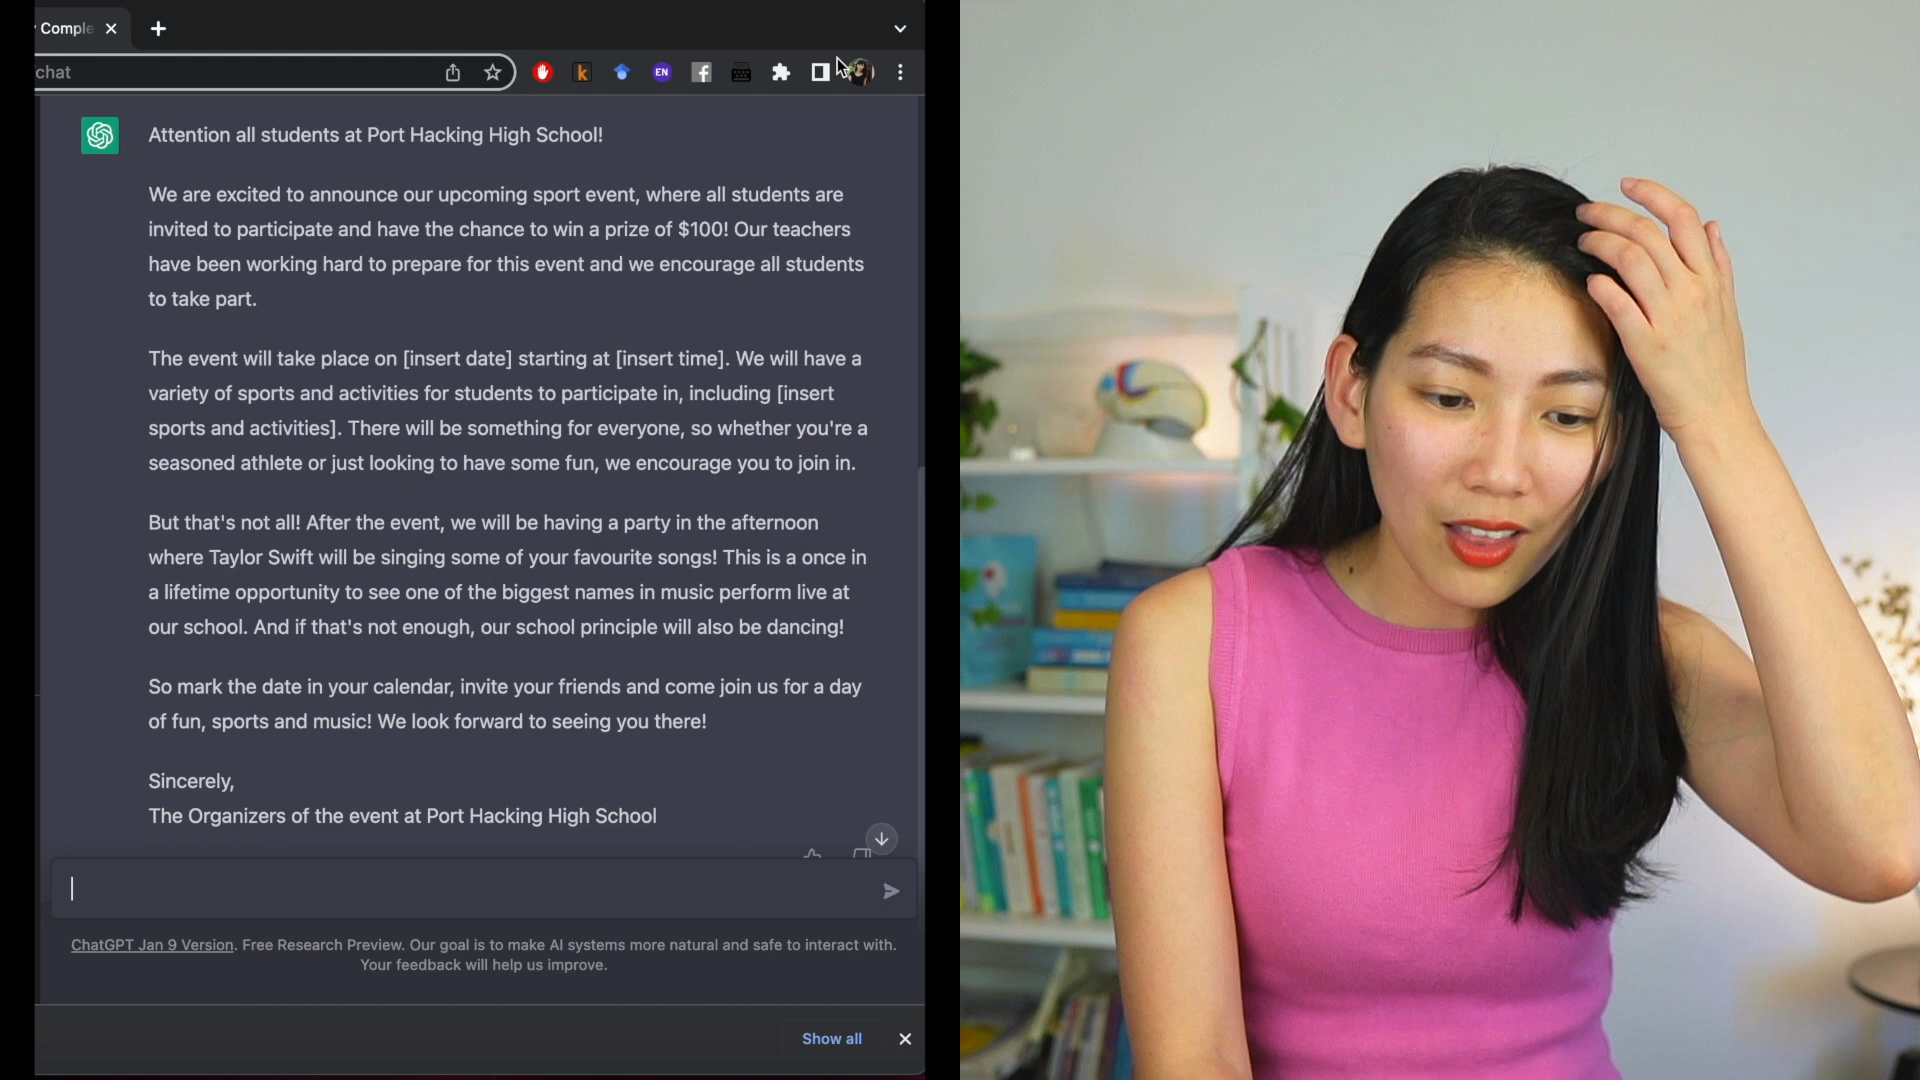 Comple
chat
EN
Attention all students at Port Hacking High School!
We are excited to announce our upcoming sport event, where all students are
invited to participate and have the chance to win a prize of $100! Our teachers
have been working hard to prepare for this event and we encourage all students
to take part.
The event will take place on [insert date] starting at [insert time]. We will have a
variety of sports and activities for students to participate in, including [insert
sports and activities]. There will be something for everyone, so whether you're a
seasoned athlete or just looking to have some fun, we encourage you to join in.
But that's not all! After the event, we will be having a party in the afternoon
where Taylor Swift will be singing some of your favourite songs! This is a once in
a lifetime opportunity to see one of the biggest names in music perform live at
our school. And if that's not enough, our school principle will also be dancing!
So mark the date in your calendar, invite your friends and come join us for a day
of fun, sports and music! We look forward to seeing you there!
Sincerely,
The Organizers of the event at Port Hacking High School
ChatGPT Jan 9 Version. Free Research Preview. Our goal is to make AI systems more natural and safe to interact with.
Your feedback will help us improve.
Show all